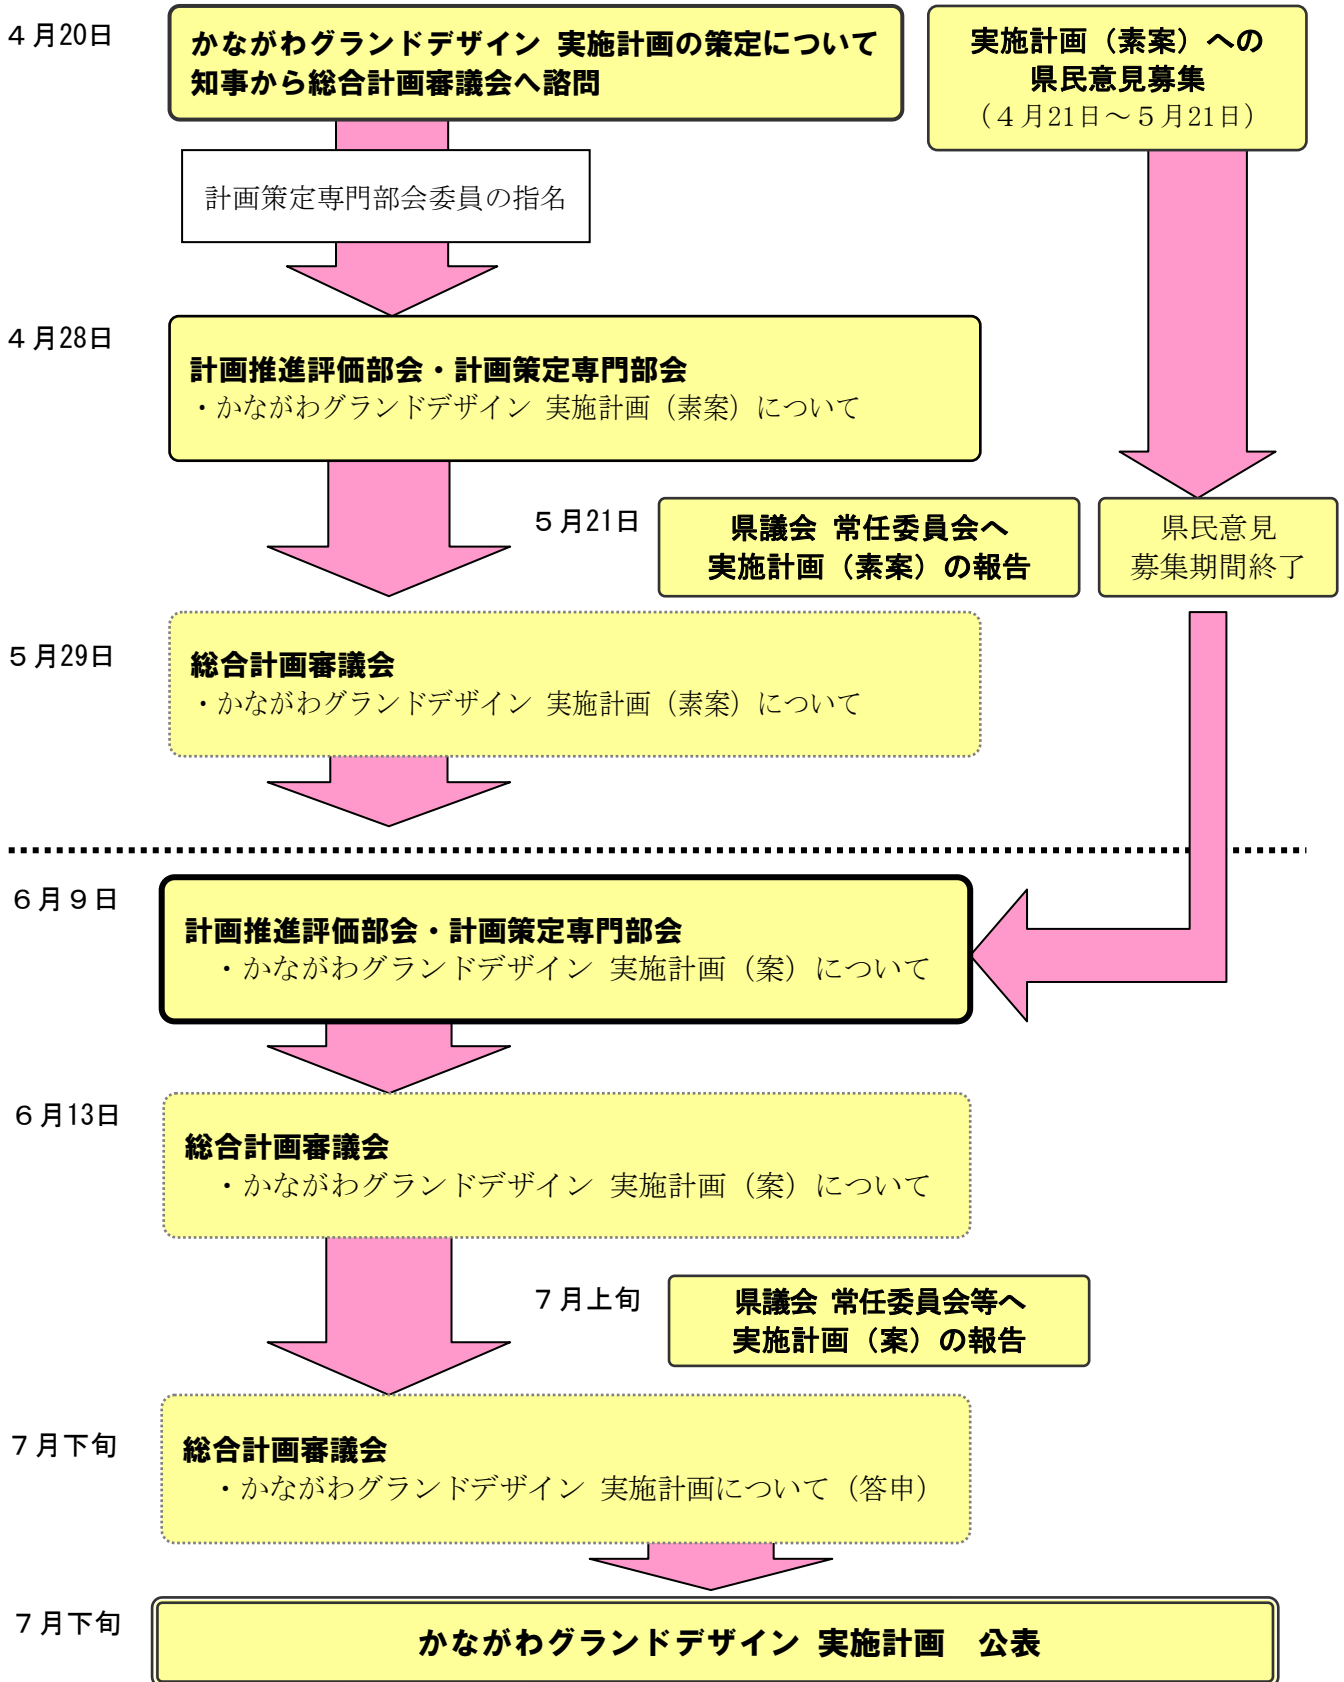 ４月20日
かながわグランドデザイン 実施計画の策定について
知事から総合計画審議会へ諮問
実施計画（素案）への
県民意見募集
（４月21日～５月21日）
計画策定専門部会委員の指名
４月28日
計画推進評価部会・計画策定専門部会
・かながわグランドデザイン 実施計画（素案）について
５月21日
県議会 常任委員会へ
実施計画（素案）の報告
県民意見
募集期間終了
５月29日
総合計画審議会
・かながわグランドデザイン 実施計画（素案）について
６月９日
計画推進評価部会・計画策定専門部会
・かながわグランドデザイン 実施計画（案）について
６月13日
総合計画審議会
・かながわグランドデザイン 実施計画（案）について
７月上旬
県議会 常任委員会等へ
実施計画（案）の報告
７月下旬
総合計画審議会
・かながわグランドデザイン 実施計画について（答申）
７月下旬
かながわグランドデザイン 実施計画　公表